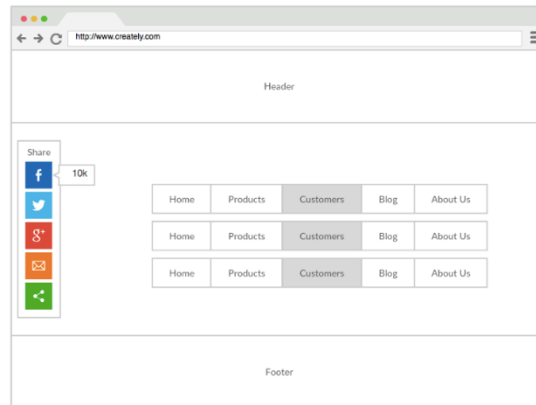 http://www.creately.com
Header
Share
f
10k
g+
Home Products Customers Blog About Us
Home Products Customers Blog About Us
Home Products Customers Blog About Us
Footer